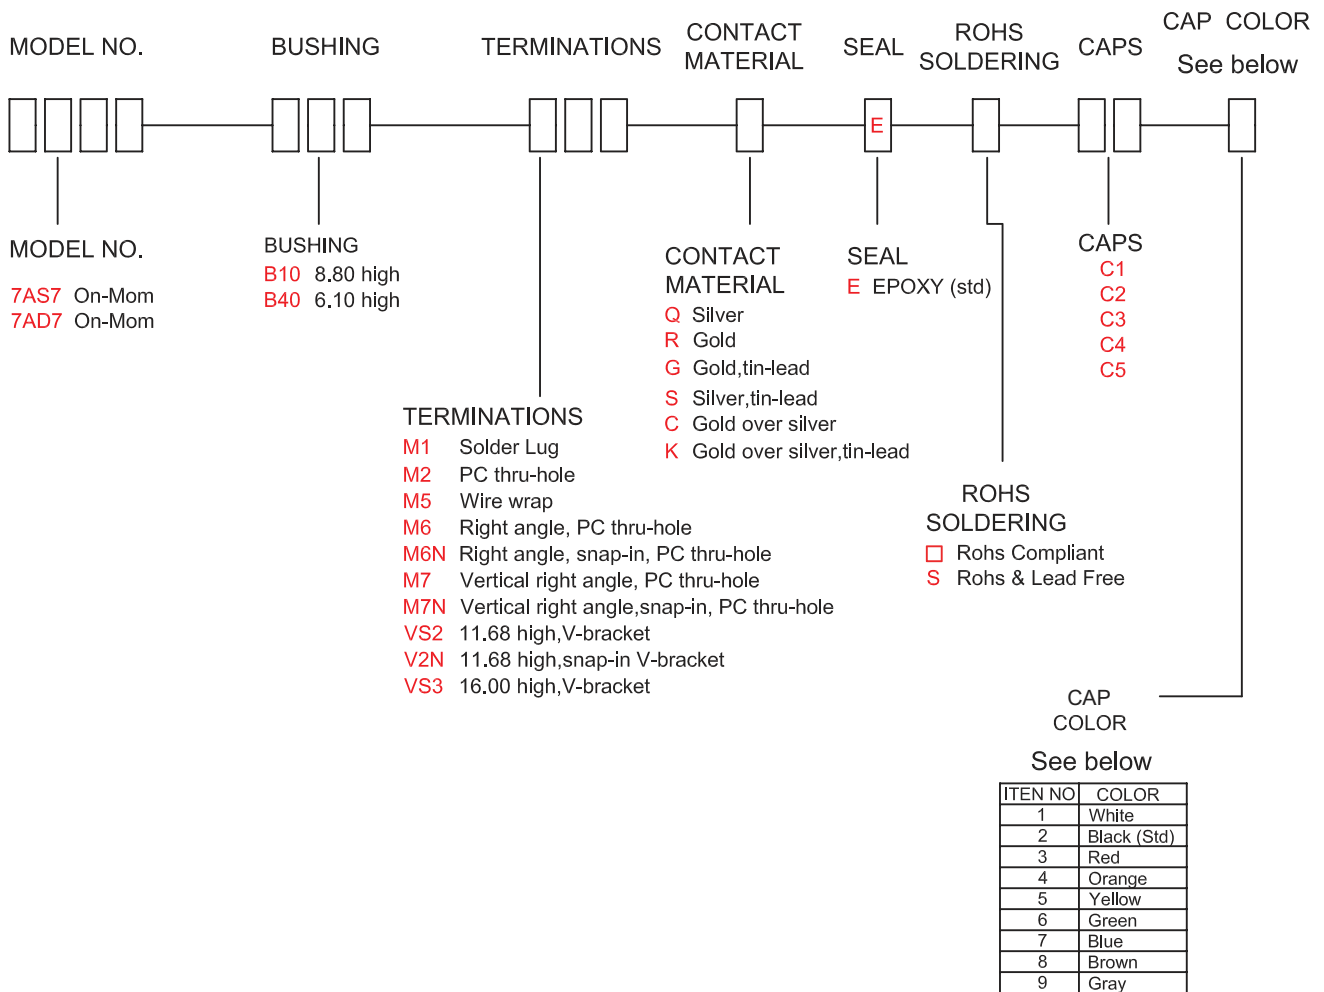 MODEL NO.
BUSHING
TERMINATIONS
CONTACT
MATERIAL
SEAL
ROHS
SOLDERING
CAPS
CAP COLOR
See below
E
MODEL NO.
7AS7 On-Mom
7AD7 On-Mom
BUSHING
B10 8.80 high
B40 6.10 high
TERMINATIONS
M1 Solder Lug
M2 PC thru-hole
M5 Wire wrap
M6 Right angle, PC thru-hole
M6N Right angle, snap-in, PC thru-hole
M7 Vertical right angle, PC thru-hole
M7N Vertical right angle,snap-in, PC thru-hole
VS2 11.68 high,V-bracket
V2N 11.68 high,snap-in V-bracket
VS3 16.00 high,V-bracket
CONTACT
MATERIAL
Q Silver
R Gold
G Gold,tin-lead
S Silver,tin-lead
C Gold over silver
K Gold over silver,tin-lead
SEAL
E EPOXY (std)
ROHS
SOLDERING
Rohs Compliant
S Rohs & Lead Free
CAPS
C1
C2
C3
C4
C5
CAP
COLOR
See below
ITEN NO COLOR
1 White
2 Black (Std)
3 Red
4 Orange
5 Yellow
6 Green
7 Blue
8 Brown
9 Gray